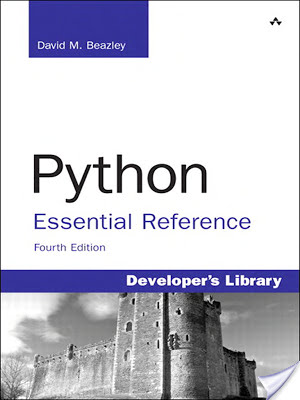 David M. Beazley
Python
Essential Reference
Fourth Edition
Developer's Library